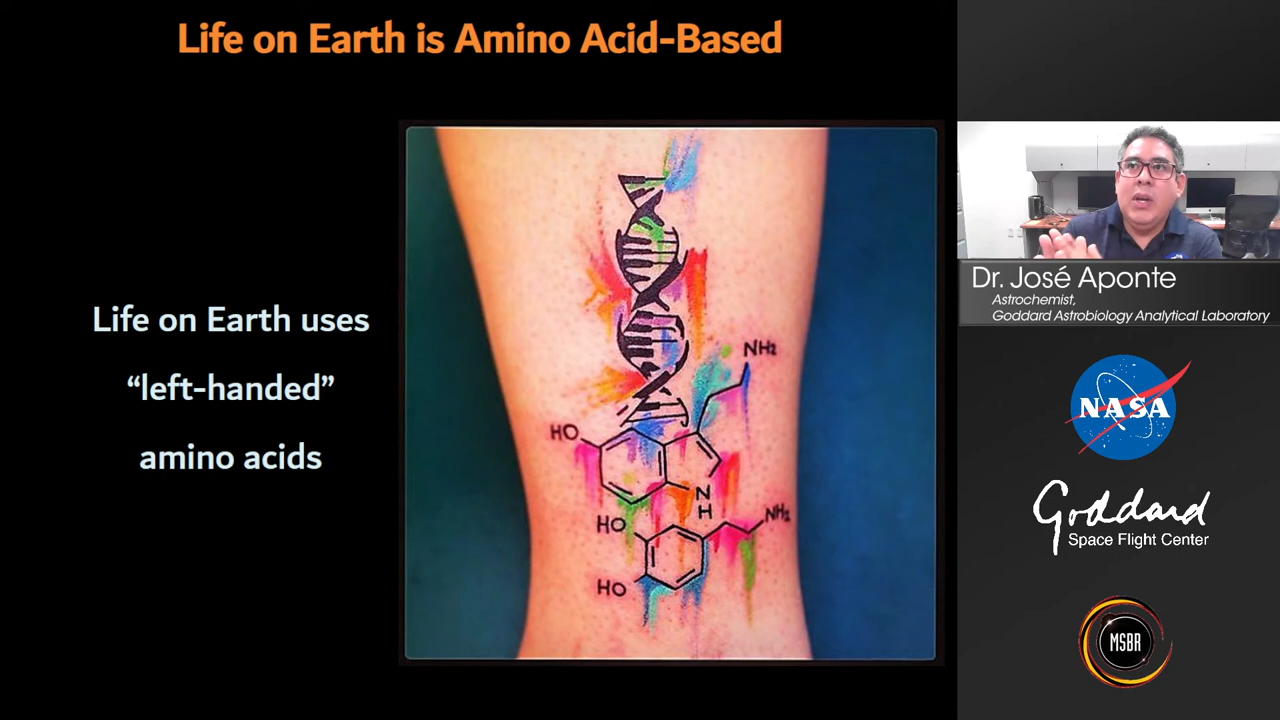 Life on Earth is Amino Acid-Based
Life on Earth uses
“left-handed”
amino acids
NH₂
HO
N
H
HO
NH₂
HO
Dr. José Aponte
Astrochemist,
Goddard Astrobiology Analytical Laboratory
NASA
Goddard
Space Flight Center
MSBR